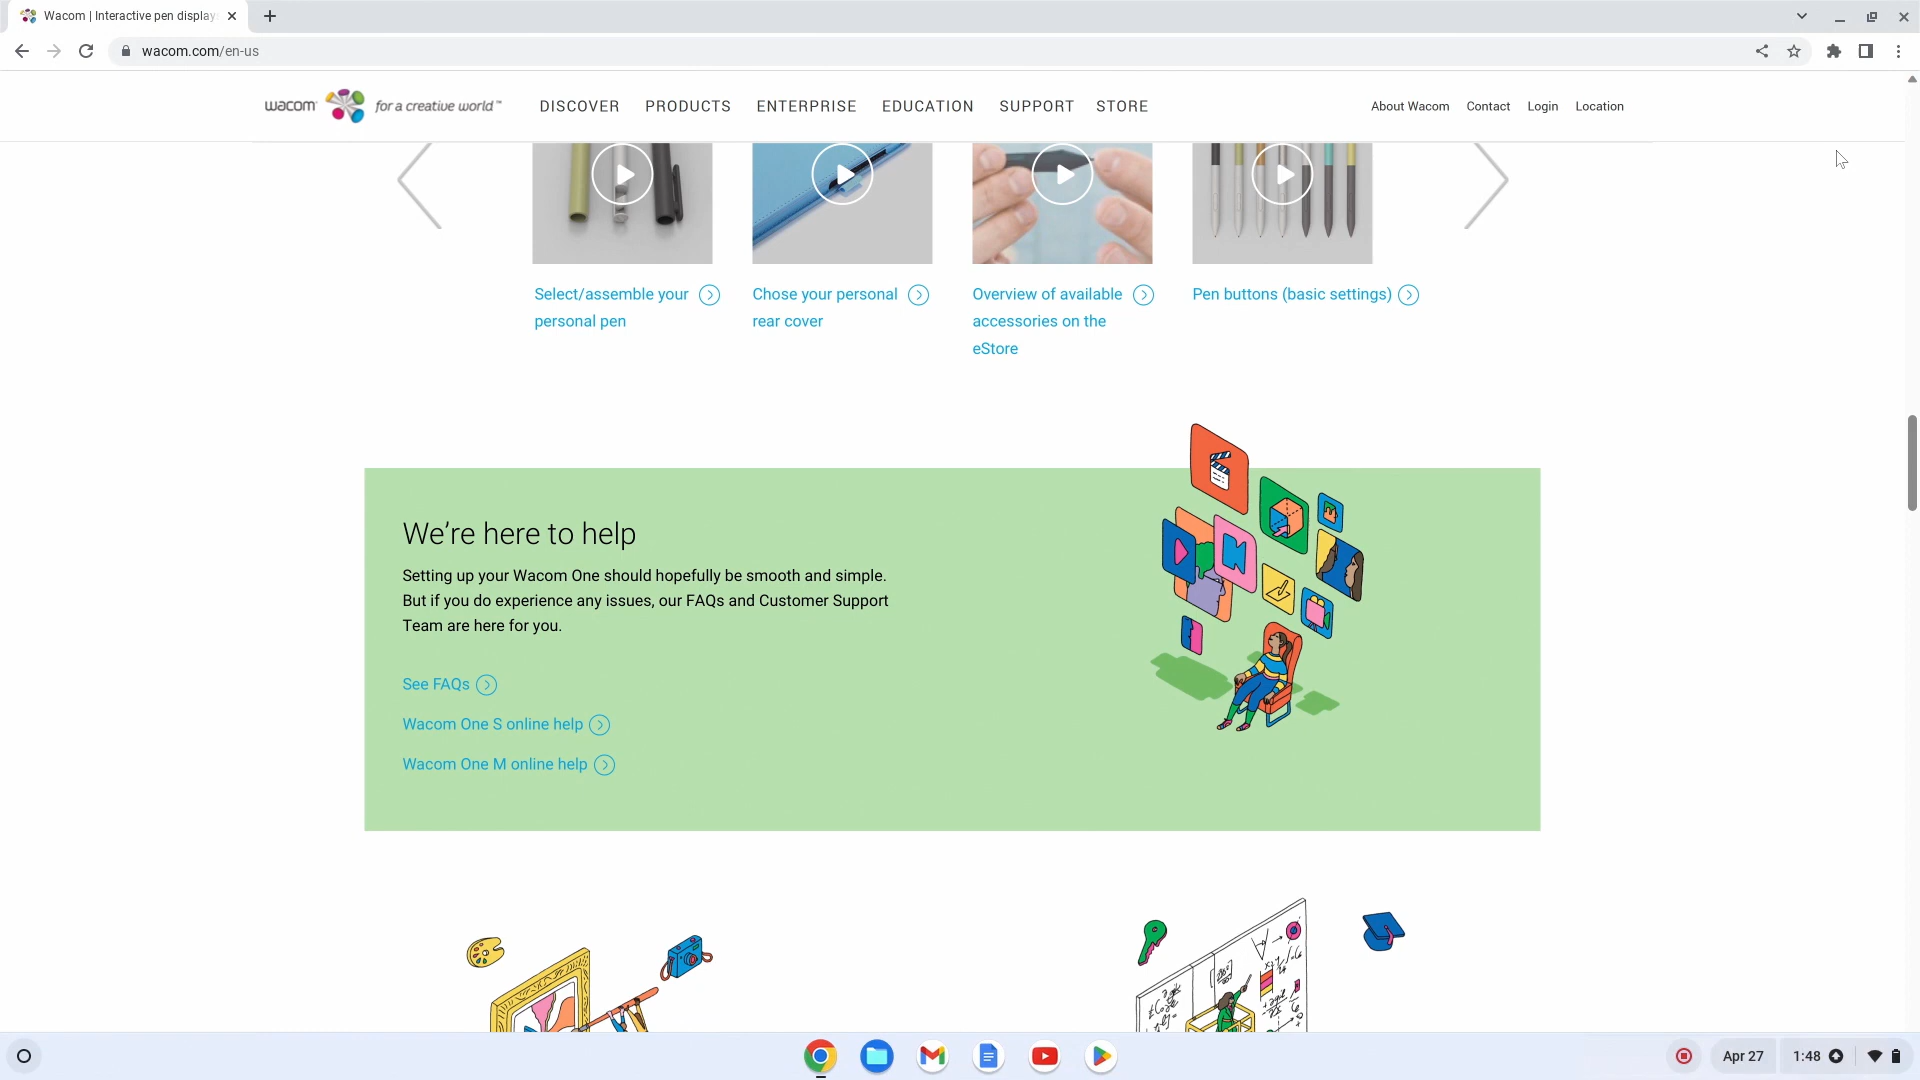 Wacom | Interactive pen display
wacom.com/en-us
wacom for a creative world™
DISCOVER PRODUCTS ENTERPRISE EDUCATION SUPPORT STORE
About Wacom Contact Login Location
Select/assemble your
personal pen
Chose your personal
rear cover
Overview of available
accessories on the
eStore
Pen buttons (basic settings)
We’re here to help
Setting up your Wacom One should hopefully be smooth and simple.
But if you do experience any issues, our FAQs and Customer Support
Team are here for you.
See FAQs
Wacom One S online help
Wacom One M online help
Apr 27 1:48